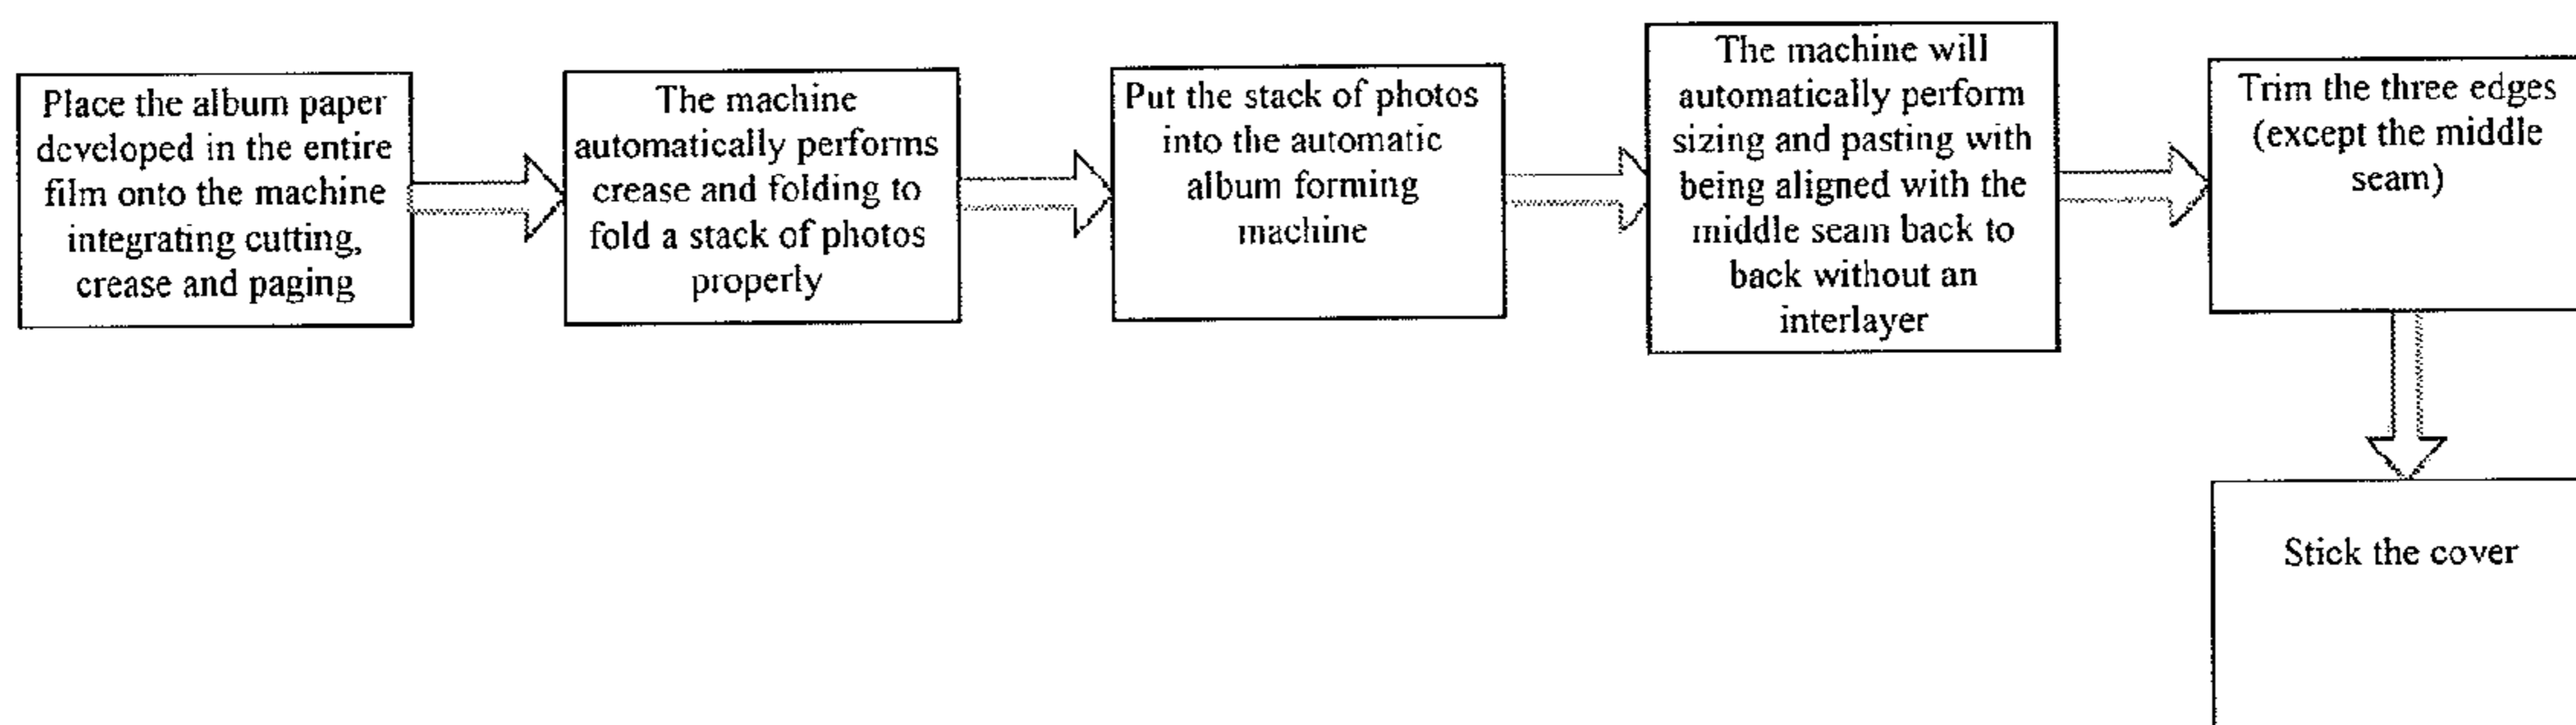 Place the album paper
developed in the entire
film onto the machine
integrating cutting,
crease and paging
The machine
automatically performs
crease and folding to
fold a stack of photos
properly
Put the stack of photos
into the automatic
album forming
machine
The machine will
automatically perform
sizing and pasting with
being aligned with the
middle seam back to
back without an
interlayer
Trim the three edges
(except the middle
seam)
Stick the cover